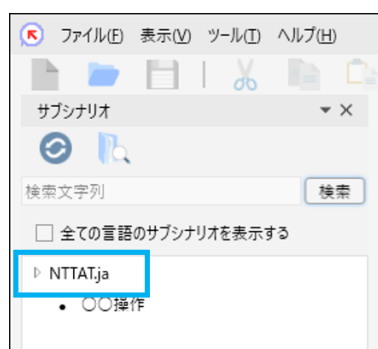 ファイル(F) 表示(V) ツール(T) ヘルプ(H)
サブシナリオ
検索文字列 検索
全ての言語のサブシナリオを表示する
NTTAT.ja
○○操作